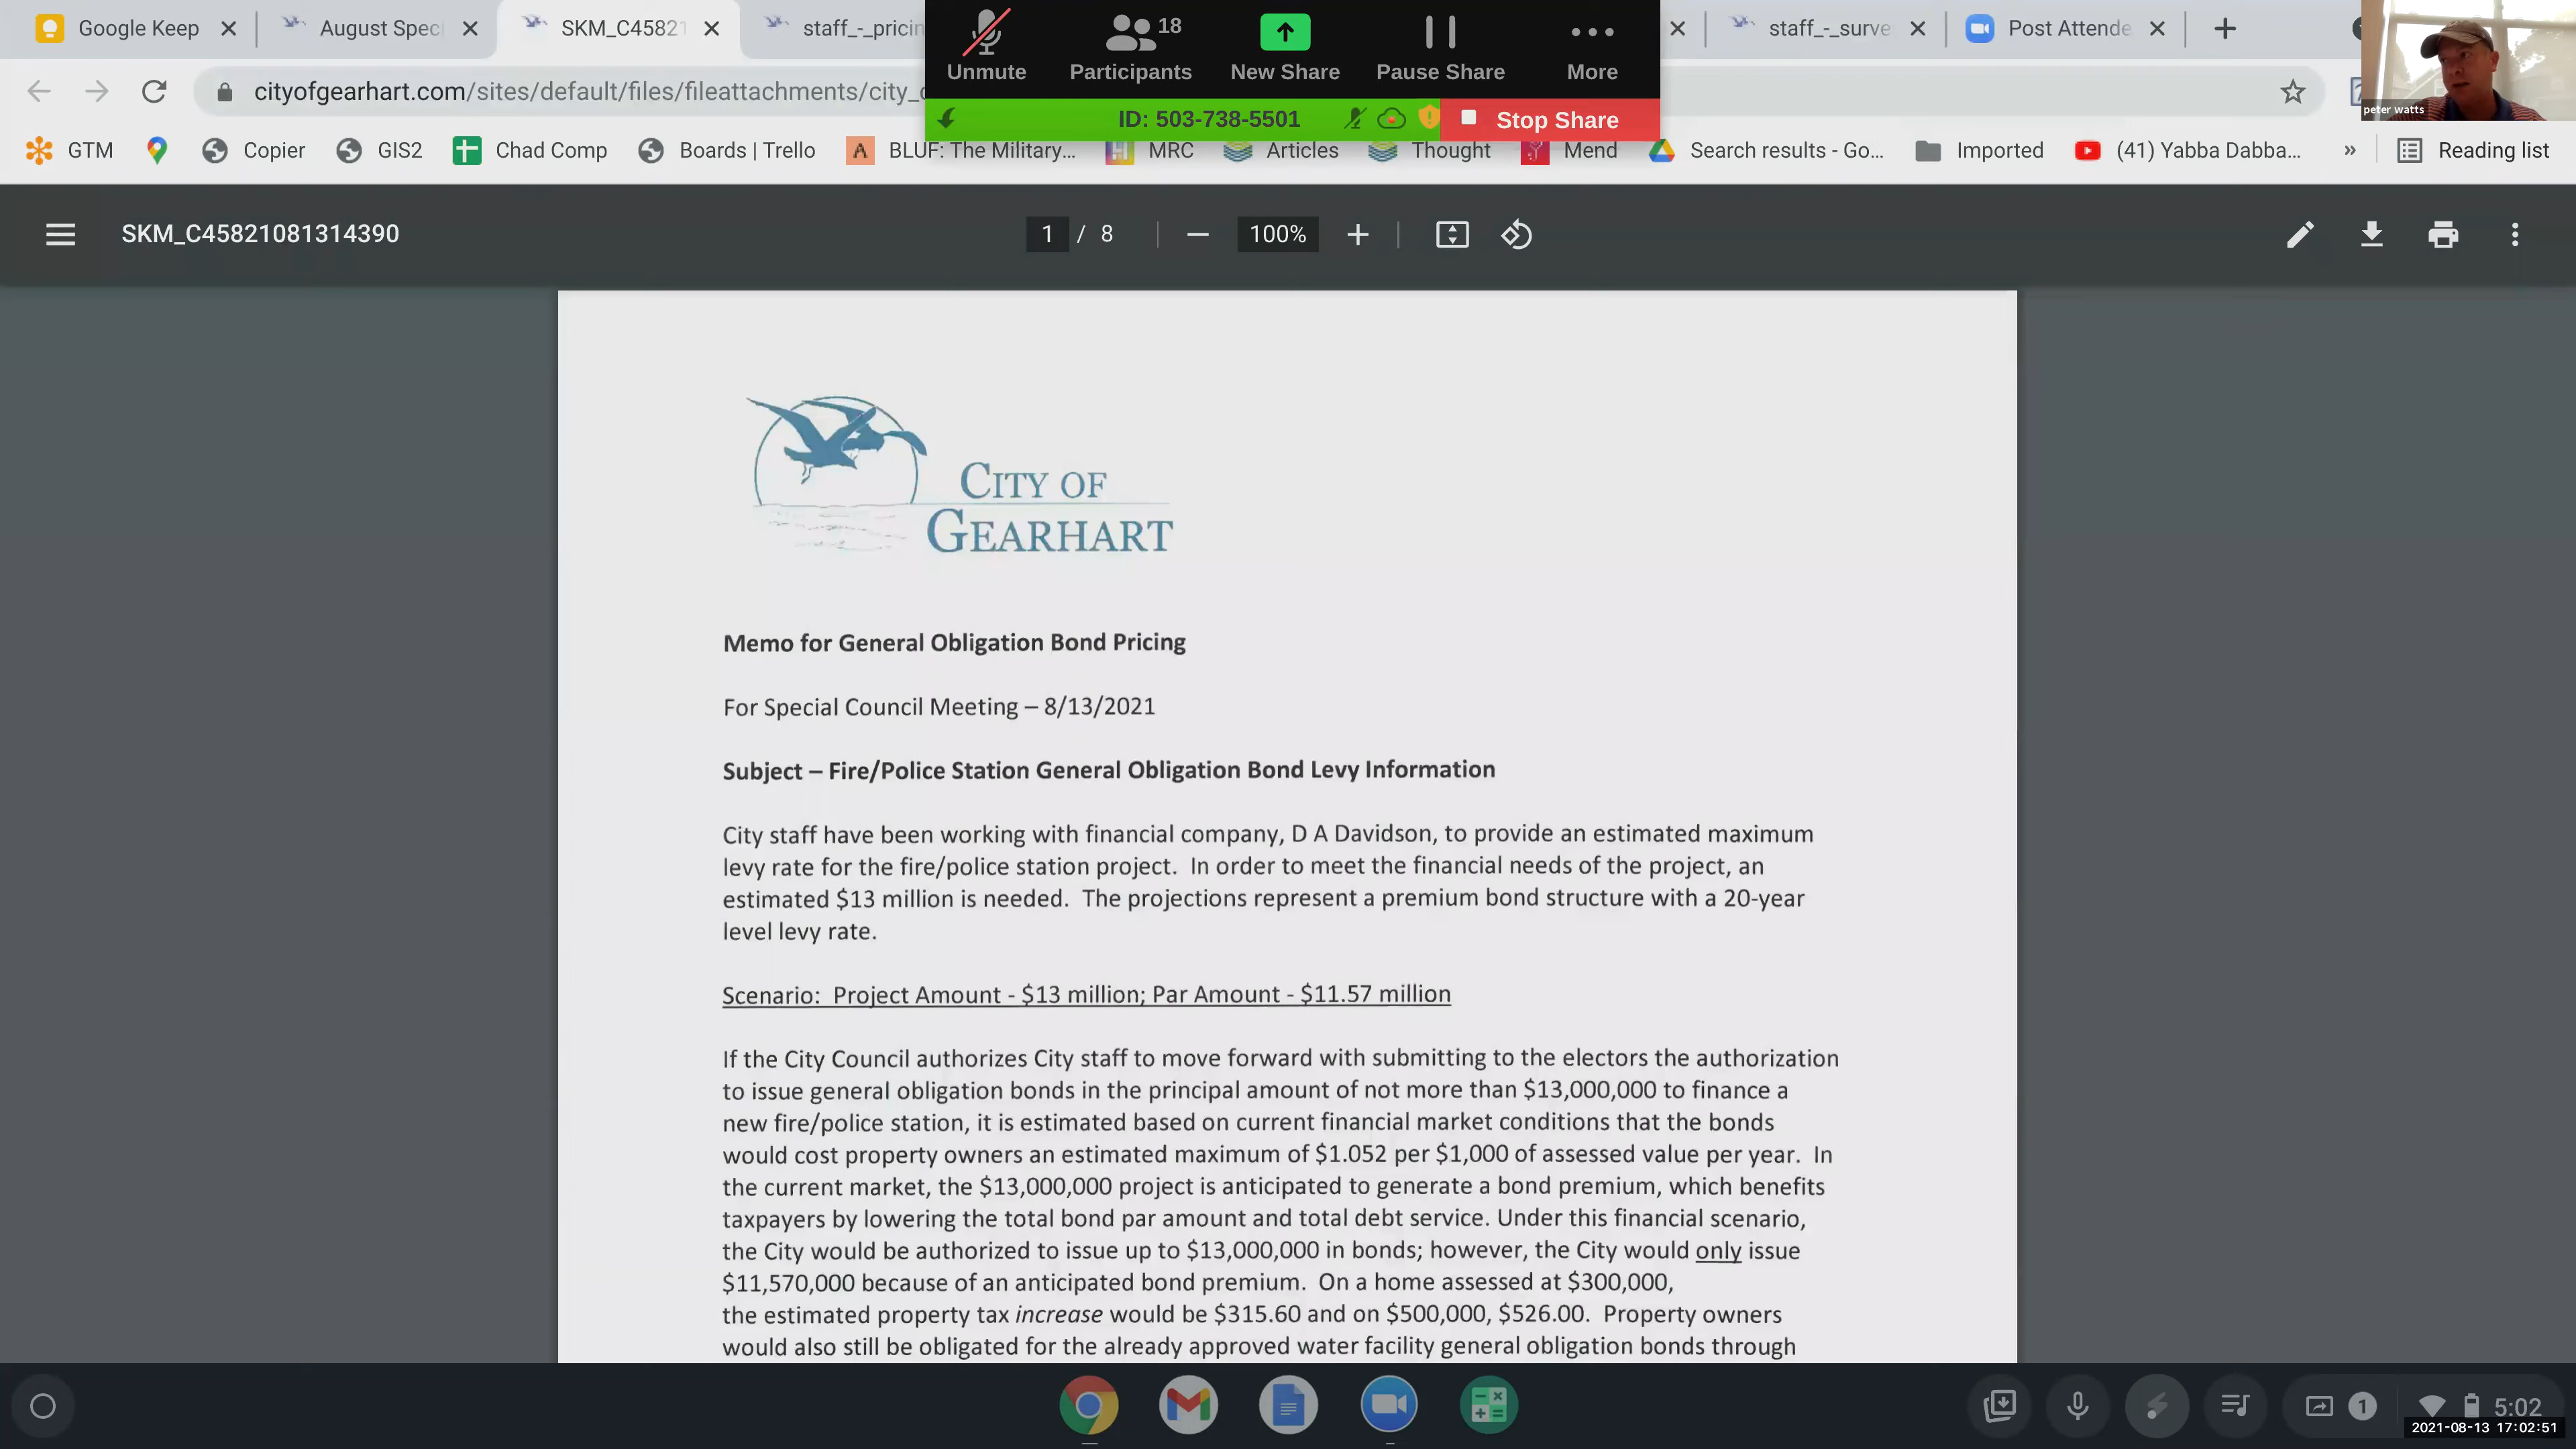 Google Keep
August Speci
SKM_C45821
staff_-_pricin
staff_-_surve
Post Attende
Unmute
18
Participants
New Share
Pause Share
More
cityofgearhart.com/sites/default/files/fileattachments/city_c
ID: 503-738-5501
Stop Share
peter watts
GTM
Copier
GIS2
Chad Comp
Boards | Trello
BLUF: The Military...
MRC
Articles
Thought
Mend
Search results - Go...
Imported
(41) Yabba Dabba...
»
Reading list
SKM_C45821081314390
1 / 8
100%
CITY OF
GEARHART
Memo for General Obligation Bond Pricing
For Special Council Meeting – 8/13/2021
Subject – Fire/Police Station General Obligation Bond Levy Information
City staff have been working with financial company, D A Davidson, to provide an estimated maximum
levy rate for the fire/police station project. In order to meet the financial needs of the project, an
estimated $13 million is needed. The projections represent a premium bond structure with a 20-year
level levy rate.
Scenario: Project Amount - $13 million; Par Amount - $11.57 million
If the City Council authorizes City staff to move forward with submitting to the electors the authorization
to issue general obligation bonds in the principal amount of not more than $13,000,000 to finance a
new fire/police station, it is estimated based on current financial market conditions that the bonds
would cost property owners an estimated maximum of $1.052 per $1,000 of assessed value per year. In
the current market, the $13,000,000 project is anticipated to generate a bond premium, which benefits
taxpayers by lowering the total bond par amount and total debt service. Under this financial scenario,
the City would be authorized to issue up to $13,000,000 in bonds; however, the City would only issue
$11,570,000 because of an anticipated bond premium. On a home assessed at $300,000,
the estimated property tax increase would be $315.60 and on $500,000, $526.00. Property owners
would also still be obligated for the already approved water facility general obligation bonds through
1
5:02
2021-08-13 17:02:51